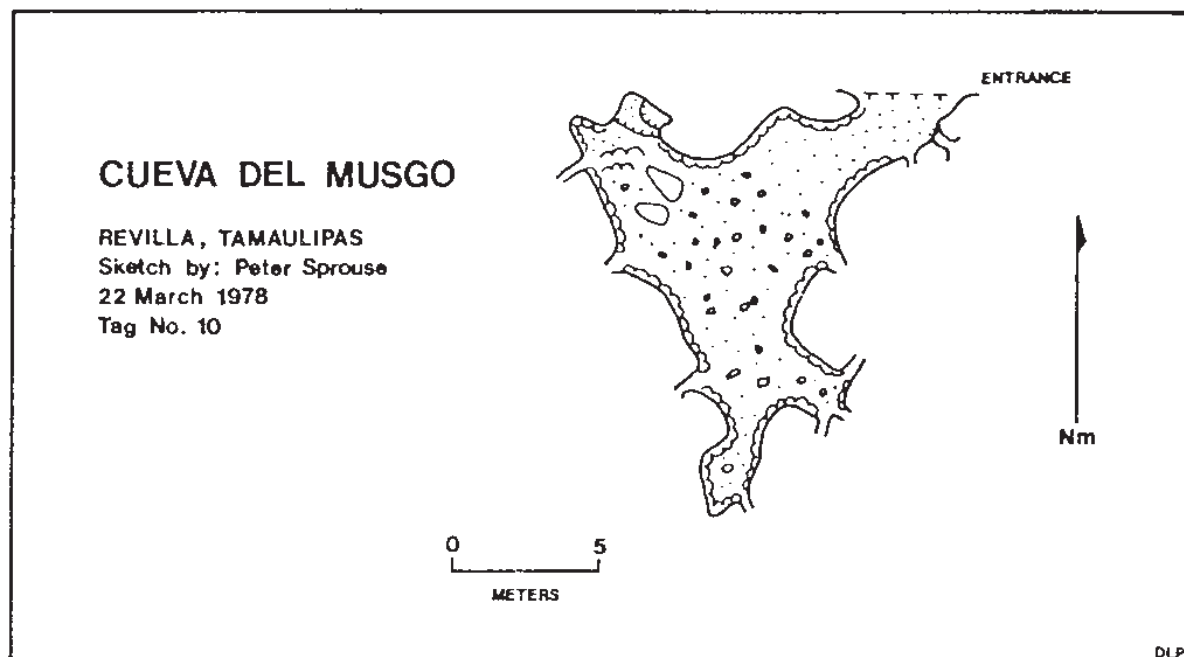 ENTRANCE
CUEVA DEL MUSGO
REVILLA, TAMAULIPAS
Sketch by: Peter Sprouse
22 March 1978
Tag No. 10
Nm
0 5
METERS
DLP